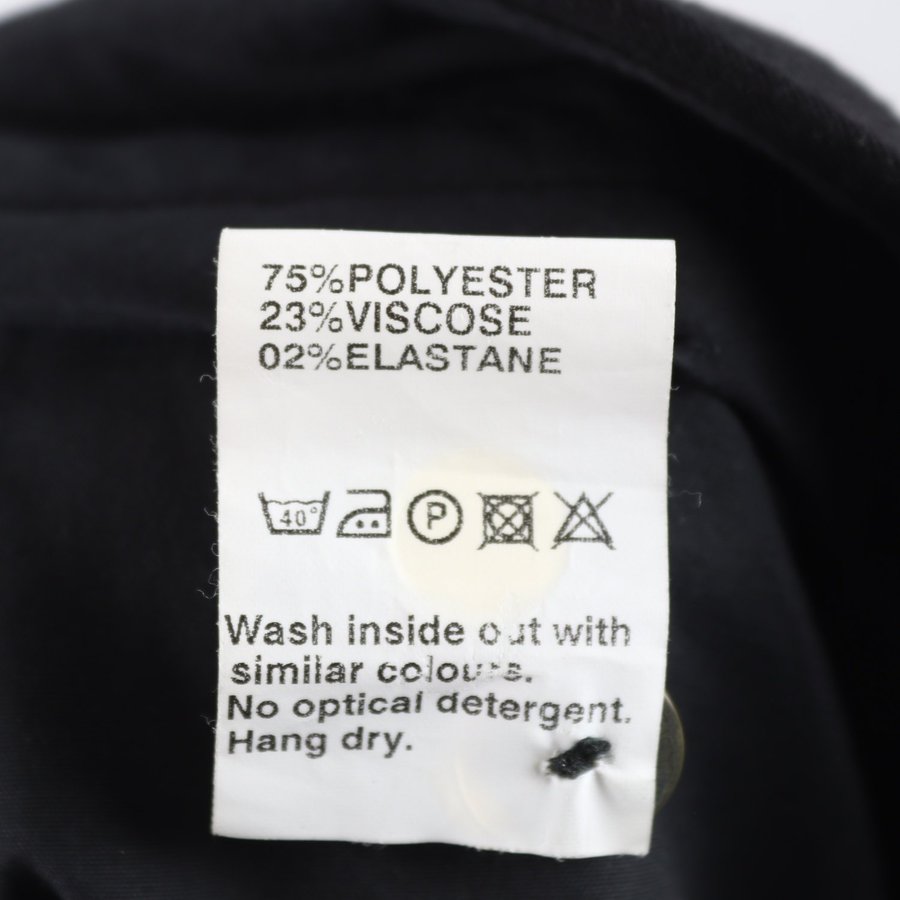 75%POLYESTER
23%VISCOSE
02%ELASTANE
40° P
Wash inside out with
similar colours.
No optical detergent.
Hang dry.